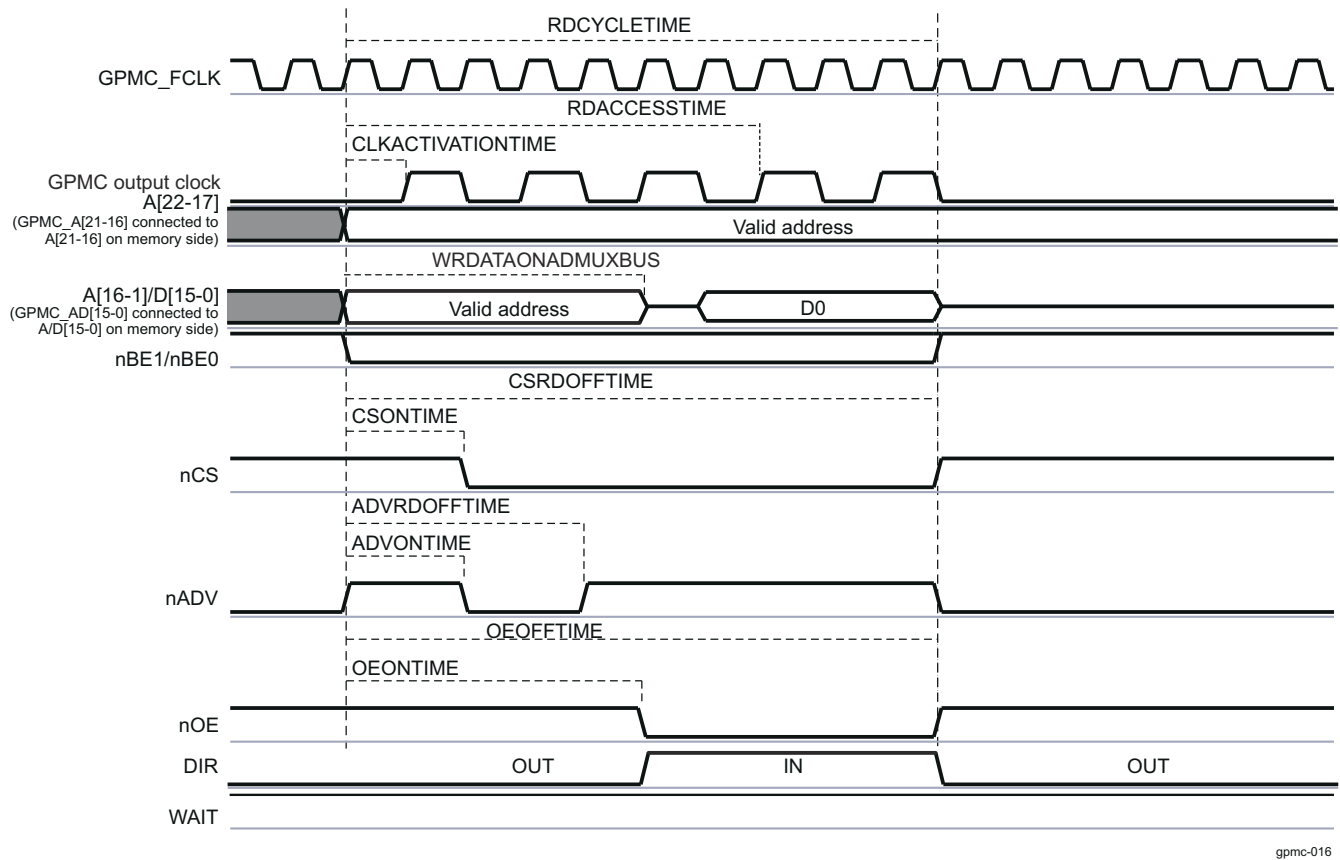 RDCYCLETIME
GPMC_FCLK
RDACCESSTIME
CLKACTIVATIONTIME
GPMC output clock
A[22-17]
(GPMC_A[21-16] connected to
A[21-16] on memory side)
Valid address
WRDATAONADMUXBUS
A[16-1]/D[15-0]
(GPMC_AD[15-0] connected to
A/D[15-0] on memory side)
Valid address
D0
nBE1/nBE0
CSRDOFFTIME
CSONTIME
nCS
ADVRDOFFTIME
ADVONTIME
nADV
OEOFFTIME
OEONTIME
nOE
DIR
OUT
IN
OUT
WAIT
gpmc-016